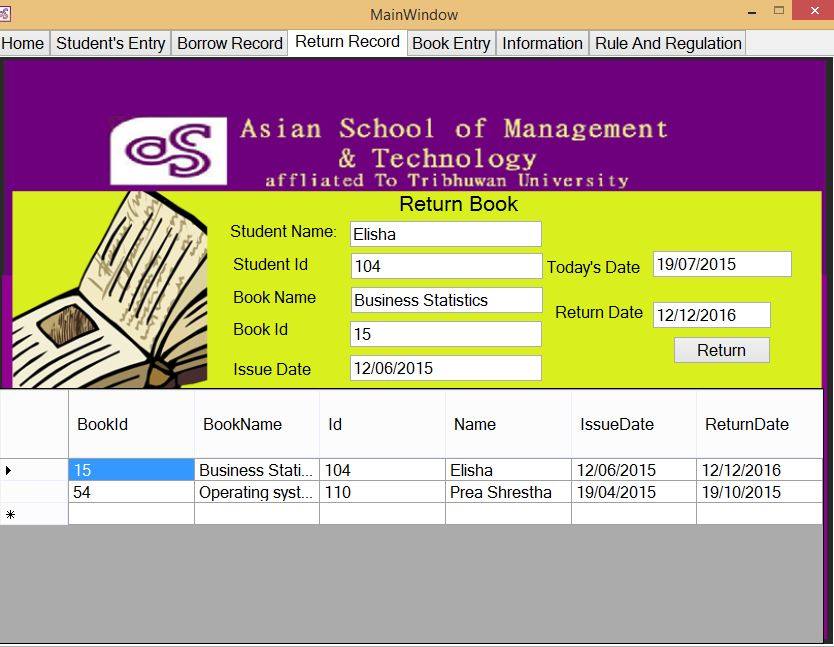 MainWindow
Home Student's Entry Borrow Record Return Record Book Entry Information Rule And Regulation
Asian School of Management
& Technology
affliated To Tribhuwan University
Return Book
Student Name: Elisha
Student Id 104 Today's Date 19/07/2015
Book Name Business Statistics
Return Date 12/12/2016
Book Id 15
Return
Issue Date 12/06/2015
BookId BookName Id Name IssueDate ReturnDate
15 Business Stati... 104 Elisha 12/06/2015 12/12/2016
54 Operating syst... 110 Prea Shrestha 19/04/2015 19/10/2015